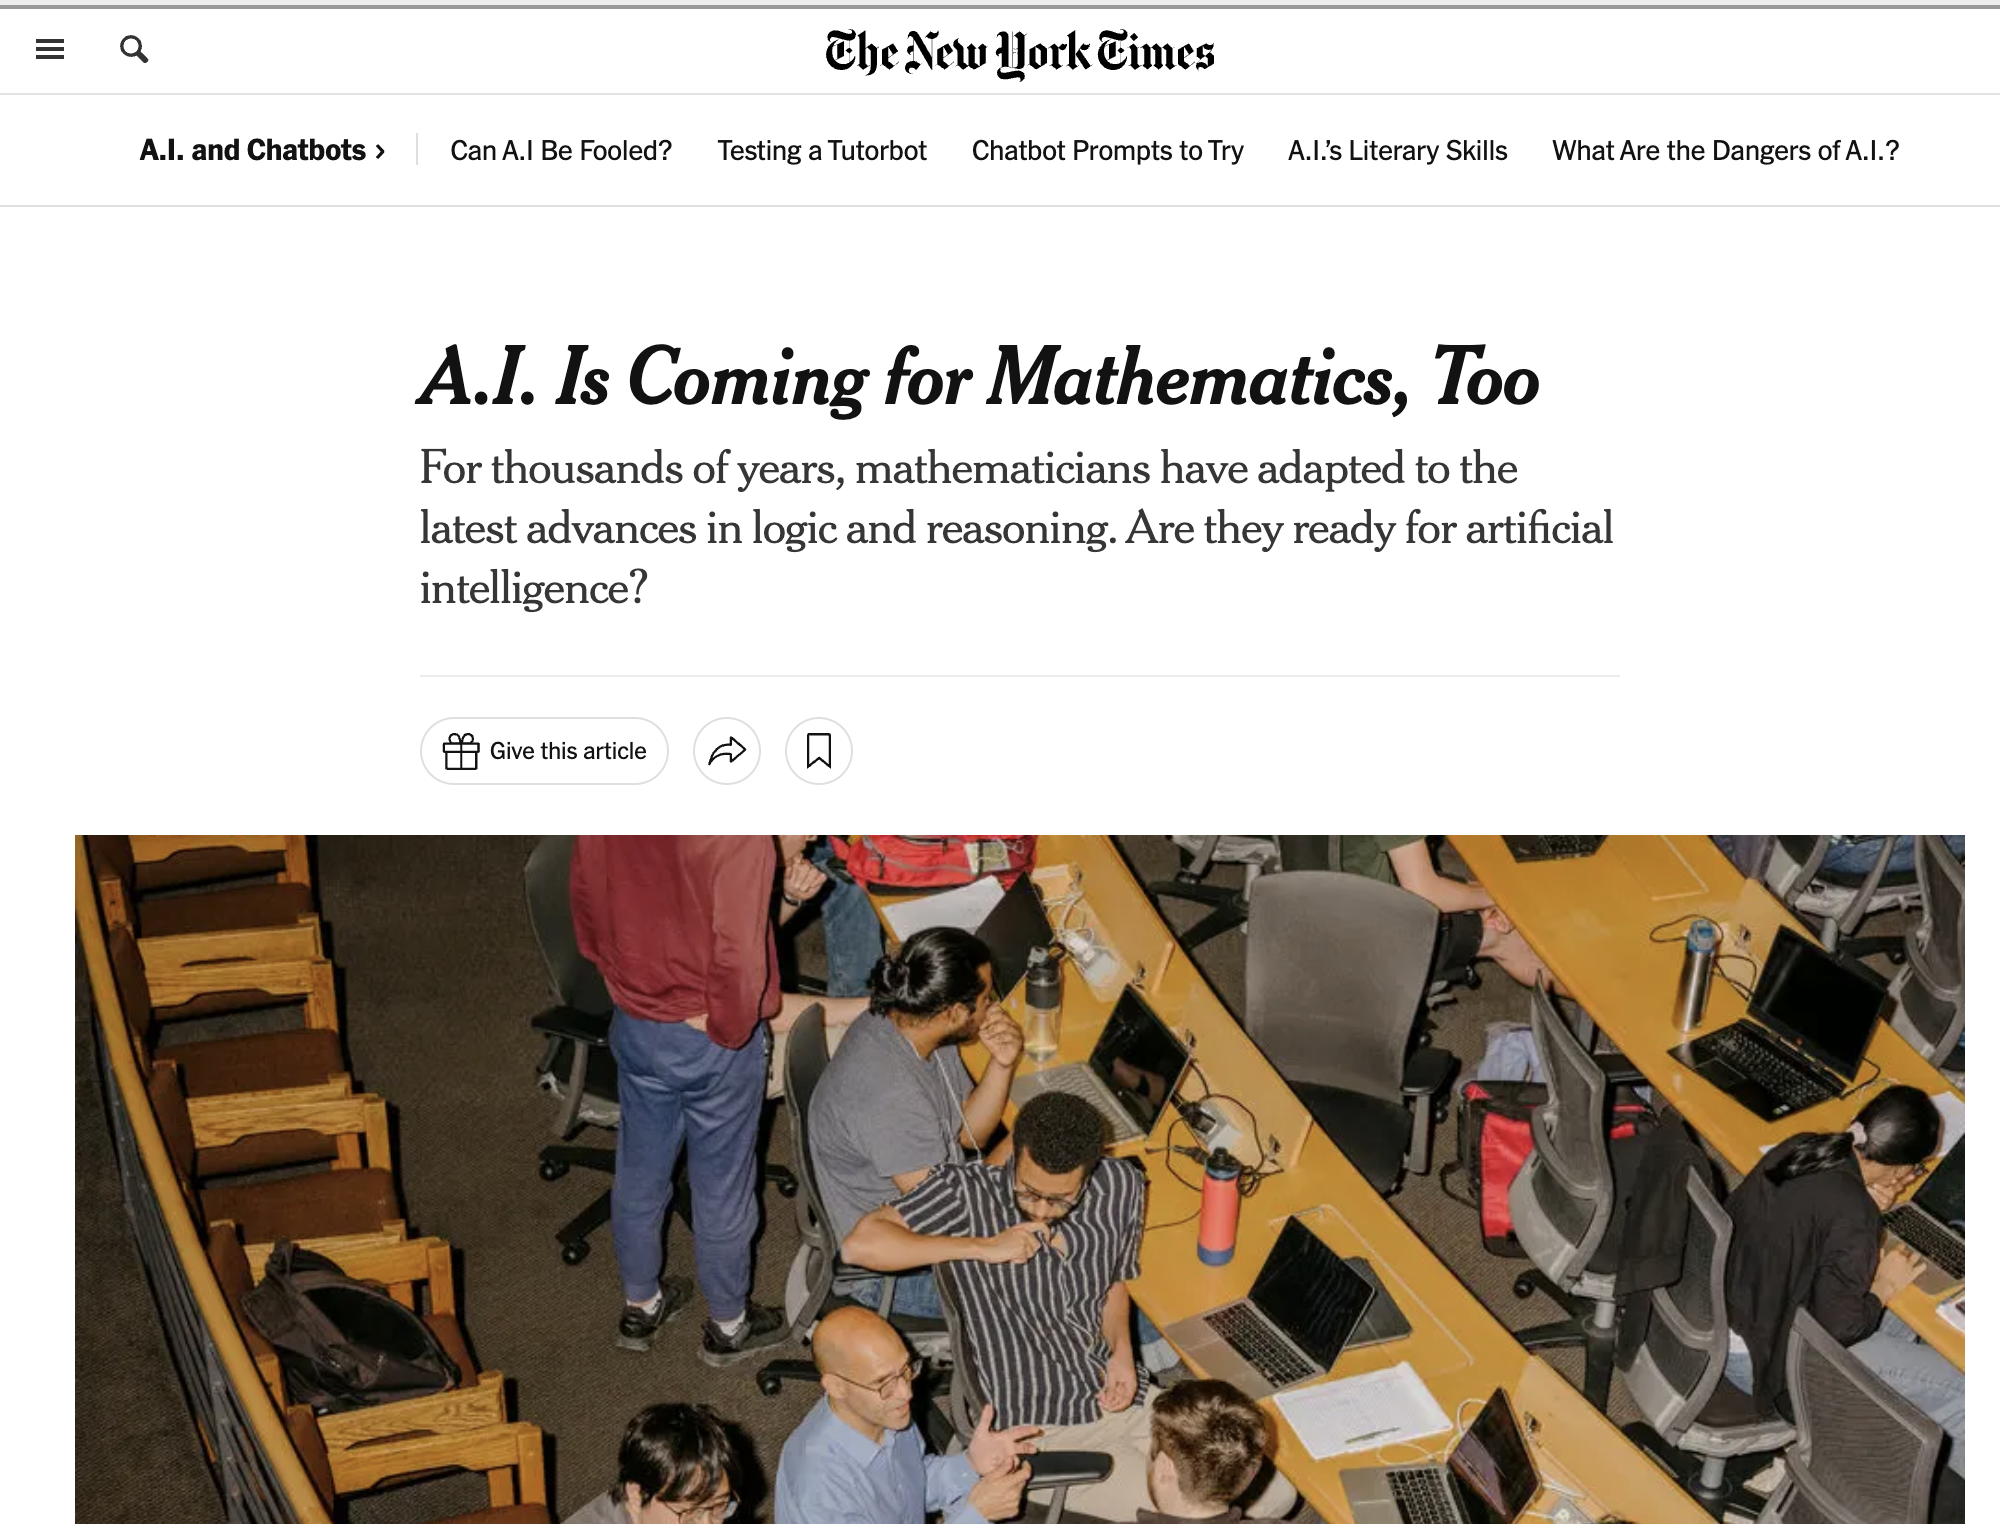 The New York Times
A.I. and Chatbots › Can A.I Be Fooled? Testing a Tutorbot Chatbot Prompts to Try A.I.’s Literary Skills What Are the Dangers of A.I.?
A.I. Is Coming for Mathematics, Too
For thousands of years, mathematicians have adapted to the
latest advances in logic and reasoning. Are they ready for artificial
intelligence?
Give this article